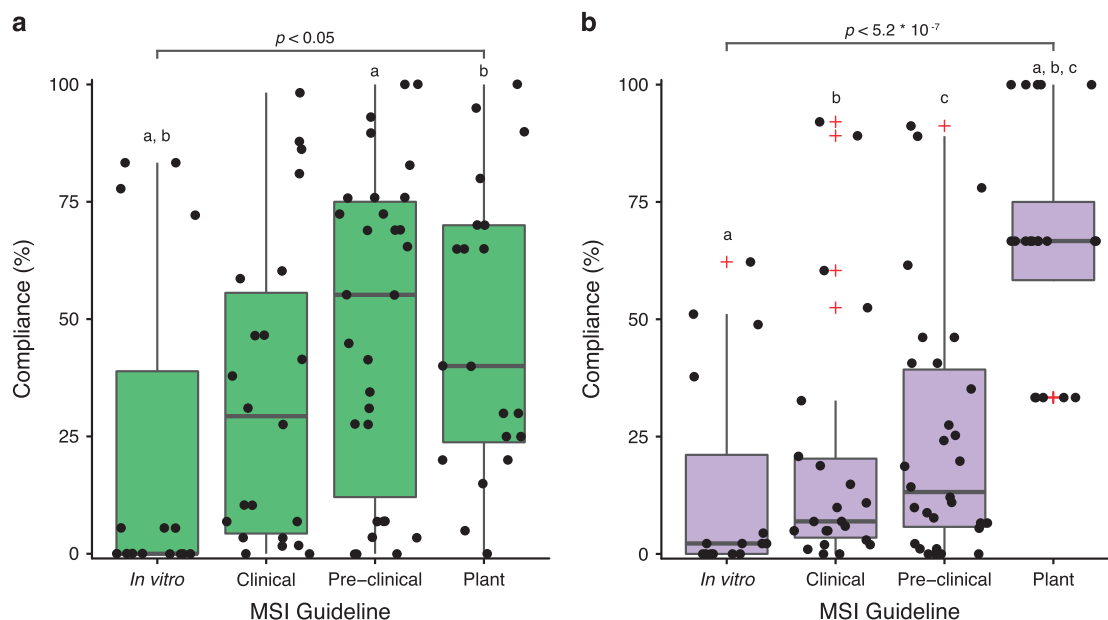 a
p < 0.05
a
b
a, b
100
75
50
25
0
Compliance (%)
In vitro
Clinical
Pre−clinical
Plant
MSI Guideline
b
p < 5.2 * 10 -7
a, b, c
b
c
a
100
75
50
25
0
Compliance (%)
In vitro
Clinical
Pre−clinical
Plant
MSI Guideline